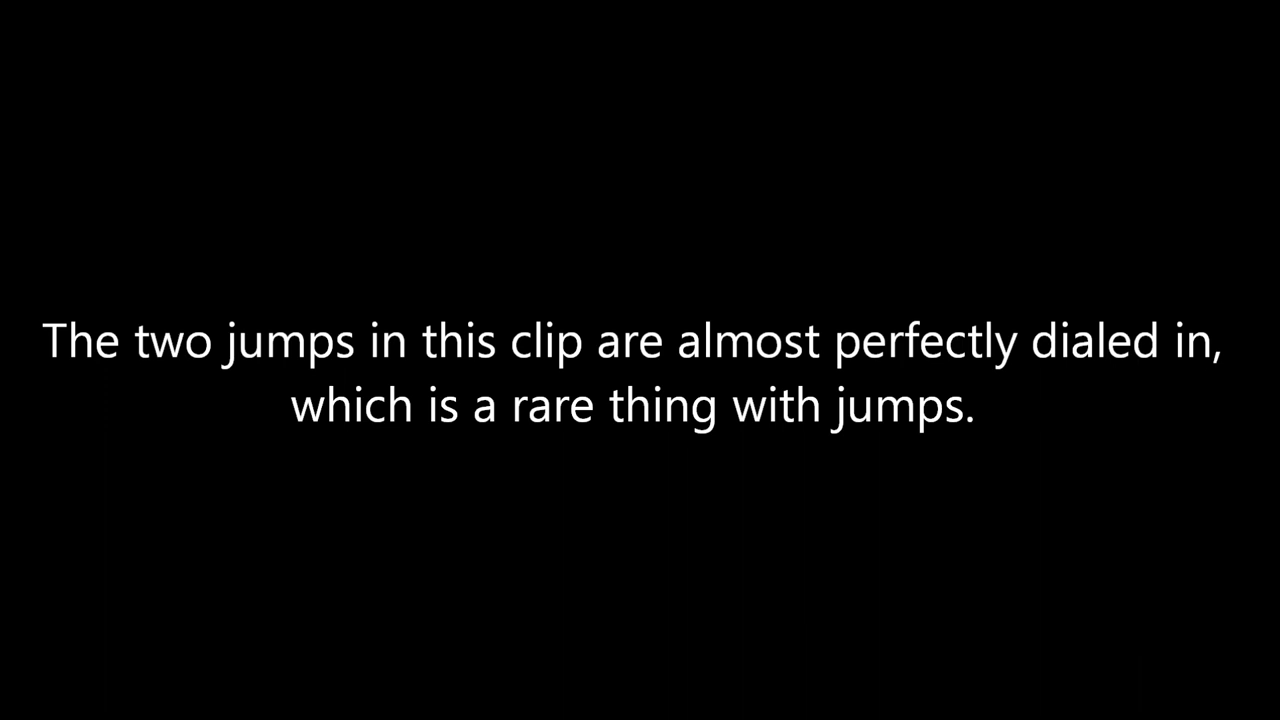 The two jumps in this clip are almost perfectly dialed in,
which is a rare thing with jumps.